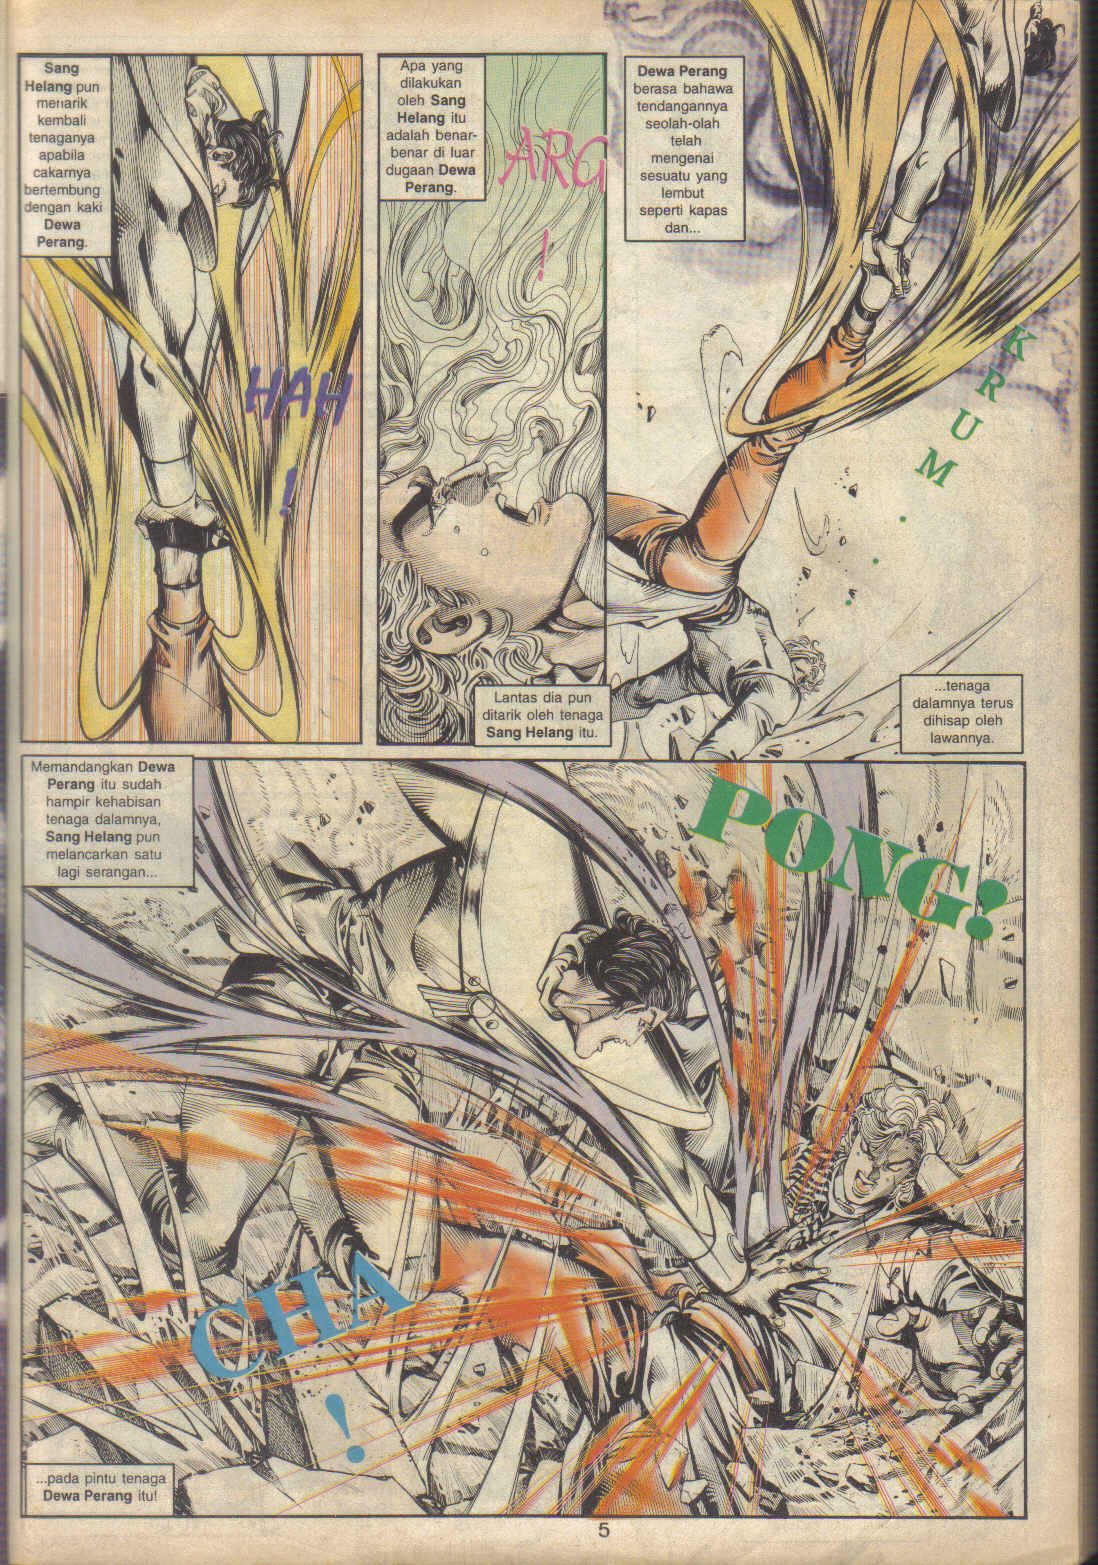 Sang
Helang pun
menarik
kembali
tenaganya
apabila
cakarnya
bertembung
dengan kaki
Dewa
Perang.
HAH
!
Apa yang
dilakukan
oleh Sang
Helang itu
adalah benar-
benar di luar
dugaan Dewa
Perang.
ARG
!
Lantas dia pun
ditarik oleh tenaga
Sang Helang itu.
Dewa Perang
berasa bahawa
tendangannya
seolah-olah
telah
mengenai
sesuatu yang
lembut
seperti kapas
dan...
KRUM...
...tenaga
dalamnya terus
dihisap oleh
lawannya.
Memandangkan Dewa
Perang itu sudah
hampir kehabisan
tenaga dalamnya,
Sang Helang pun
melancarkan satu
lagi serangan...
PONG!
CHA
!
...pada pintu tenaga
Dewa Perang itu!
5